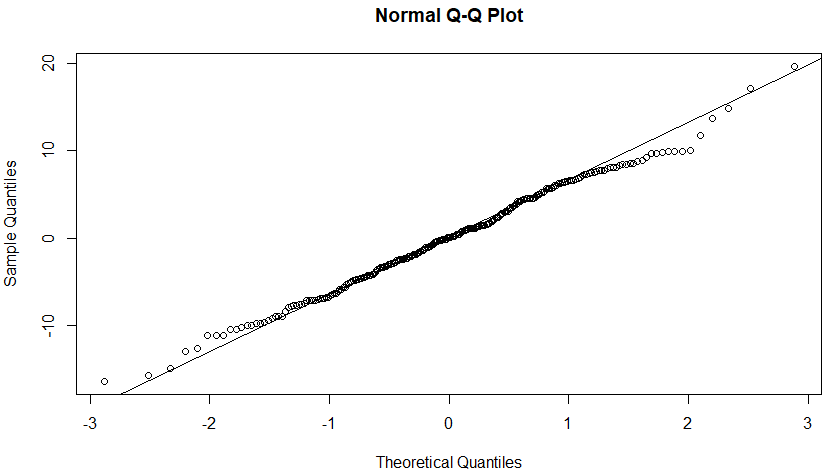 Normal Q-Q Plot
20
10
0
-10
Sample Quantiles
-3 -2 -1 0 1 2 3
Theoretical Quantiles